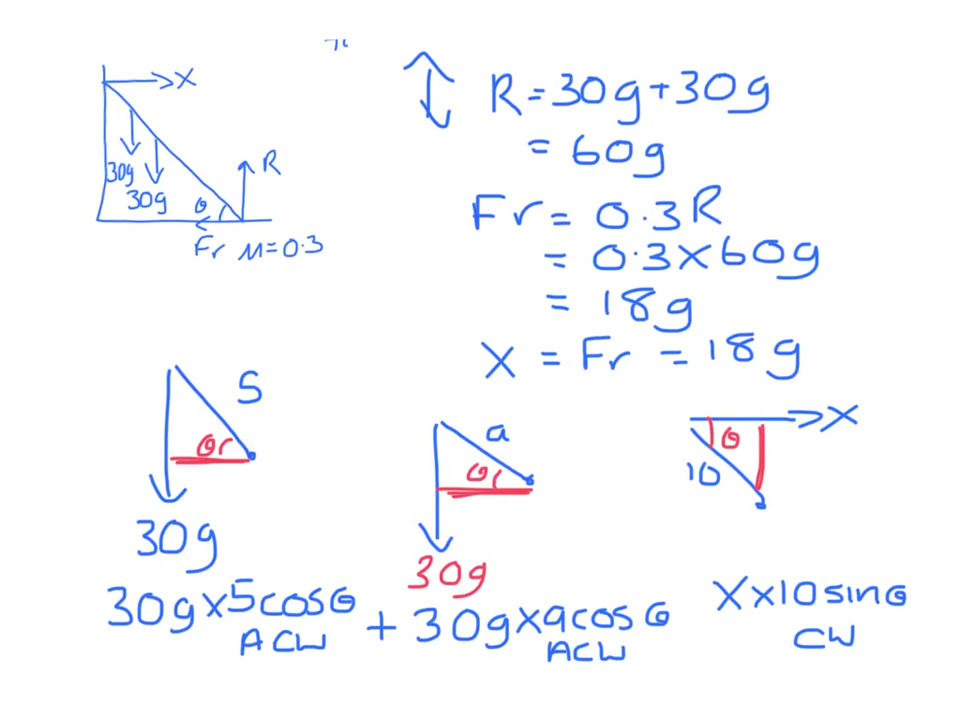 X
30g
30g
R
θ
Fr M=0.3
R=30g+30g
= 60g
Fr= 0.3R
= 0.3×60g
= 18g
X = Fr = 18g
5
θ
30g
a
θ
30g
θ
X
10
30g×5cosθ + 30g×acosθ X×10sinθ
ACW ACW CW